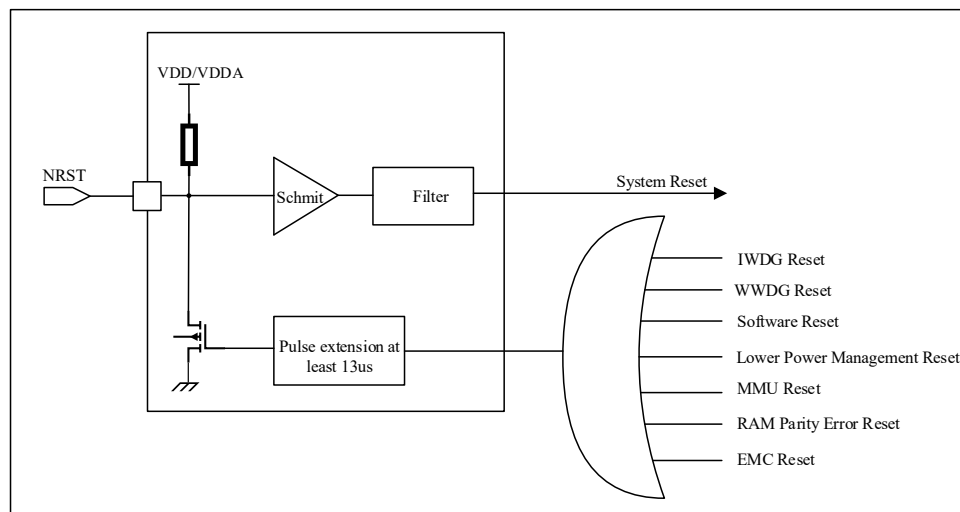 VDD/VDDA
NRST
Schmit
Filter
System Reset
IWDG Reset
WWDG Reset
Software Reset
Pulse extension at
least 13us
Lower Power Management Reset
MMU Reset
RAM Parity Error Reset
EMC Reset